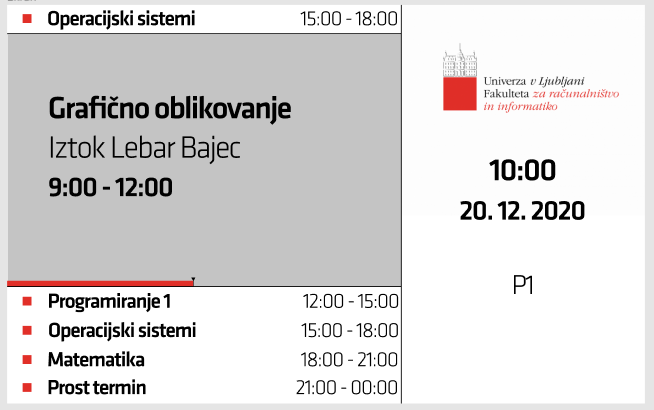 Operacijski sistemi 15:00 - 18:00
Grafično oblikovanje
Iztok Lebar Bajec
9:00 - 12:00
Programiranje 1 12:00 - 15:00
Operacijski sistemi 15:00 - 18:00
Matematika 18:00 - 21:00
Prost termin 21:00 - 00:00
Univerza v Ljubljani
Fakulteta za računalništvo
in informatiko
10:00
20. 12. 2020
P1